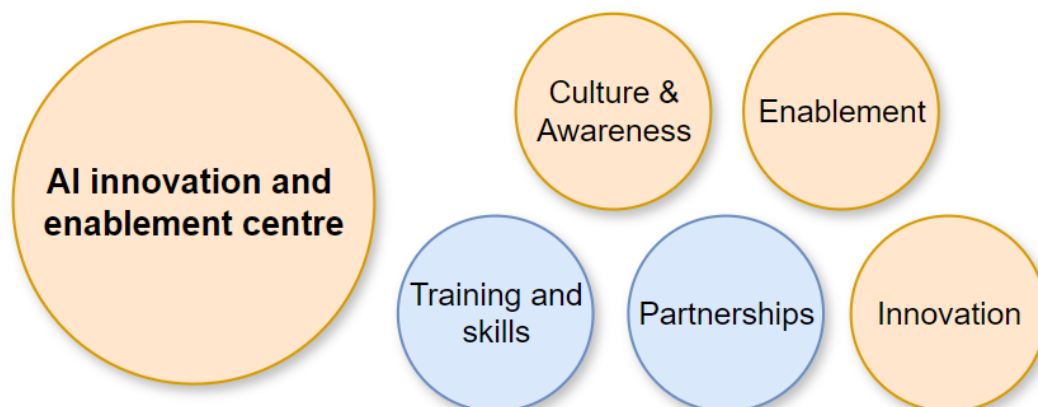 AI innovation and
enablement centre
Culture &
Awareness
Enablement
Training and
skills
Partnerships
Innovation